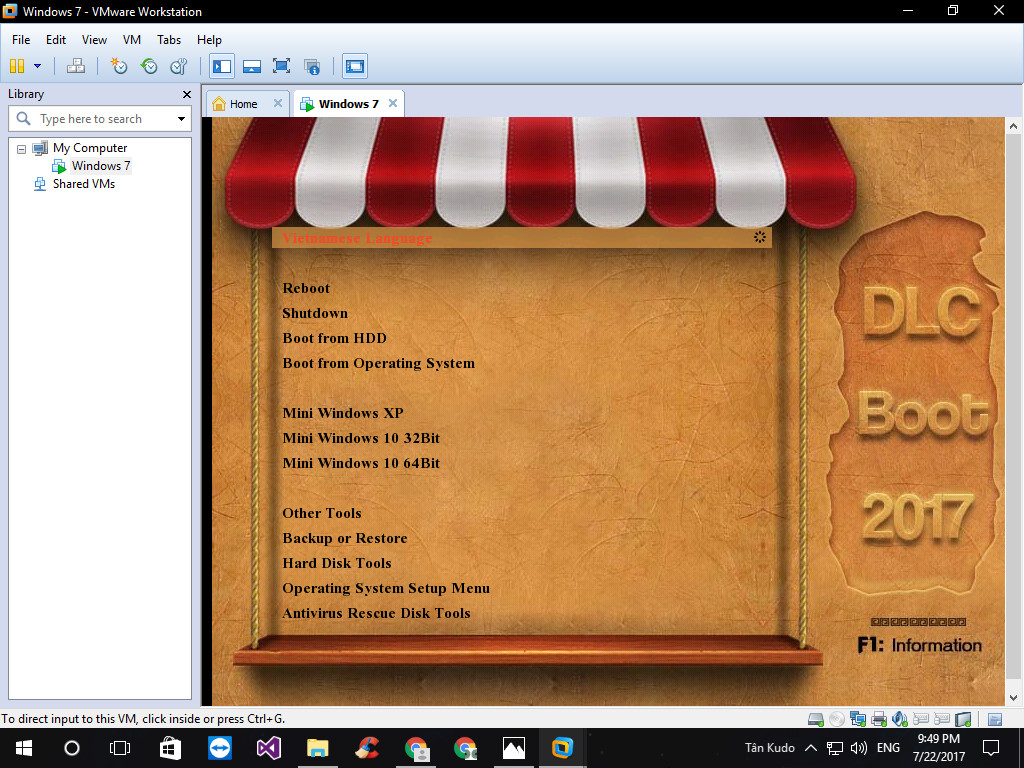 Windows 7 - VMware Workstation
File Edit View VM Tabs Help
Library
Home
Windows 7
Type here to search
My Computer
Windows 7
Shared VMs
Vietnamese Language
Reboot
Shutdown
Boot from HDD
Boot from Operating System
Mini Windows XP
Mini Windows 10 32Bit
Mini Windows 10 64Bit
Other Tools
Backup or Restore
Hard Disk Tools
Operating System Setup Menu
Antivirus Rescue Disk Tools
DLC
Boot
2017
F1: Information
To direct input to this VM, click inside or press Ctrl+G.
Tân Kudo
ENG
9:49 PM
7/22/2017